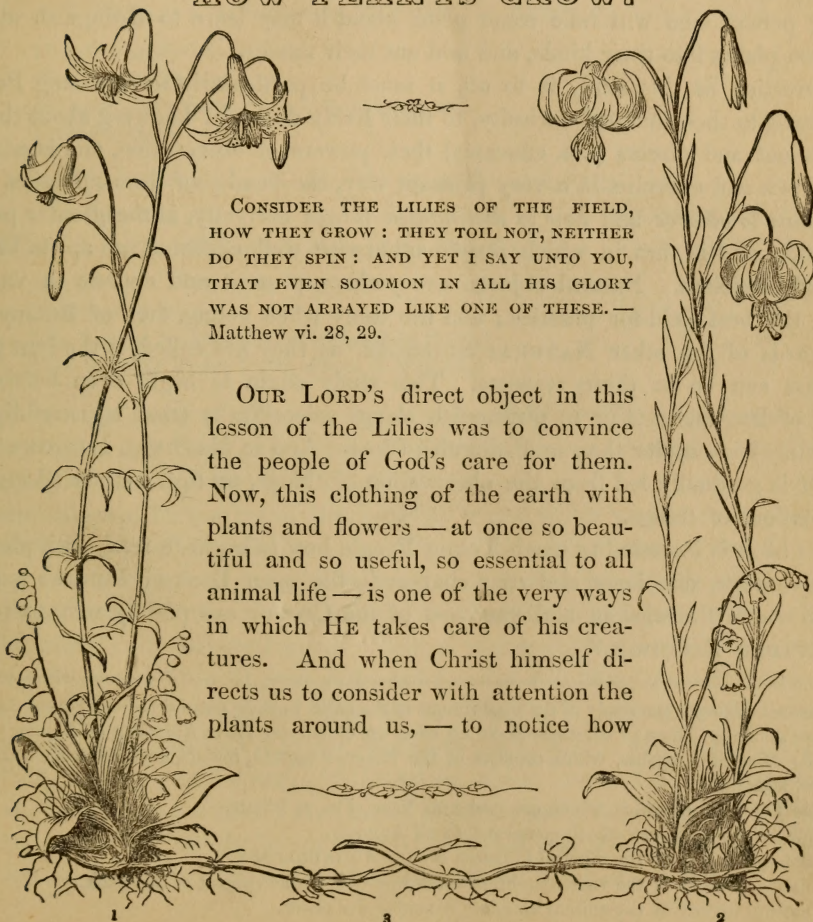 HOW PLANTS GROW.
CONSIDER THE LILIES OF THE FIELD,
HOW THEY GROW : THEY TOIL NOT, NEITHER
DO THEY SPIN : AND YET I SAY UNTO YOU,
THAT EVEN SOLOMON IN ALL HIS GLORY
WAS NOT ARRAYED LIKE ONE OF THESE. —
Matthew vi. 28, 29.
OUR LORD'S direct object in this
lesson of the Lilies was to convince
the people of God's care for them.
Now, this clothing of the earth with
plants and flowers — at once so beau-
tiful and so useful, so essential to all
animal life — is one of the very ways
in which HE takes care of his crea-
tures. And when Christ himself di-
rects us to consider with attention the
plants around us, — to notice how
1 3 2